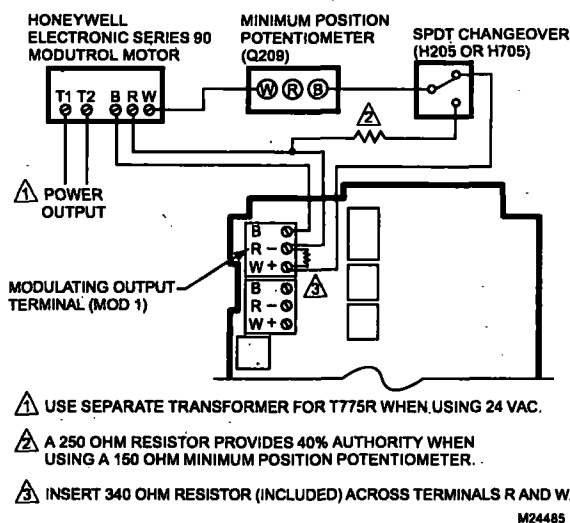 HONEYWELL
ELECTRONIC SERIES 90
MODUTROL MOTOR
MINIMUM POSITION
POTENTIOMETER
(Q209)
SPDT CHANGEOVER
(H205 OR H705)
T1 T2 B R W
W R B
2
1 POWER
OUTPUT
B
R –
W +
3
MODULATING OUTPUT
TERMINAL (MOD 1)
B
R –
W +
1 USE SEPARATE TRANSFORMER FOR T775R WHEN USING 24 VAC.
2 A 250 OHM RESISTOR PROVIDES 40% AUTHORITY WHEN
USING A 150 OHM MINIMUM POSITION POTENTIOMETER.
3 INSERT 340 OHM RESISTOR (INCLUDED) ACROSS TERMINALS R AND W.
M24485